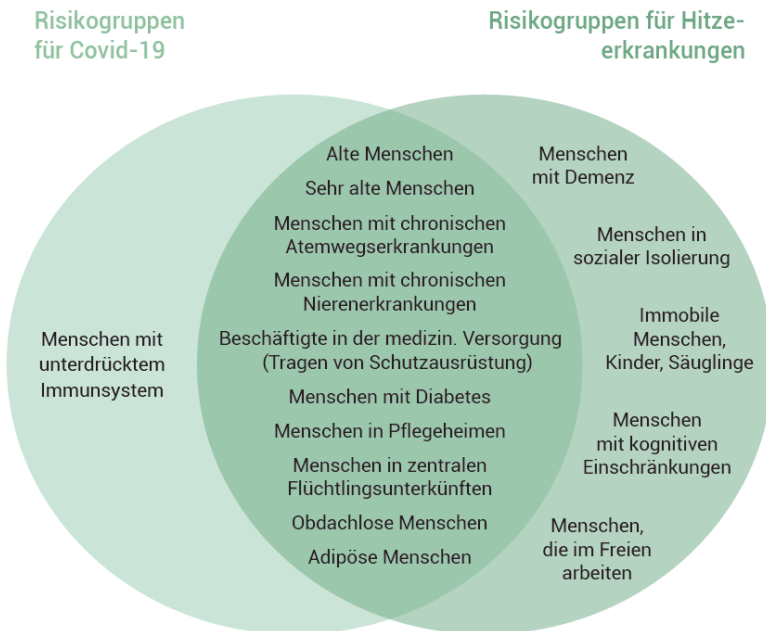 Risikogruppen
für Covid-19
Risikogruppen für Hitze-
erkrankungen
Menschen mit
unterdrücktem
Immunsystem
Alte Menschen
Sehr alte Menschen
Menschen mit chronischen
Atemwegserkrankungen
Menschen mit chronischen
Nierenerkrankungen
Beschäftigte in der medizin. Versorgung
(Tragen von Schutzausrüstung)
Menschen mit Diabetes
Menschen in Pflegeheimen
Menschen in zentralen
Flüchtlingsunterkünften
Obdachlose Menschen
Adipöse Menschen
Menschen
mit Demenz
Menschen in
sozialer Isolierung
Immobile
Menschen,
Kinder, Säuglinge
Menschen
mit kognitiven
Einschränkungen
Menschen,
die im Freien
arbeiten